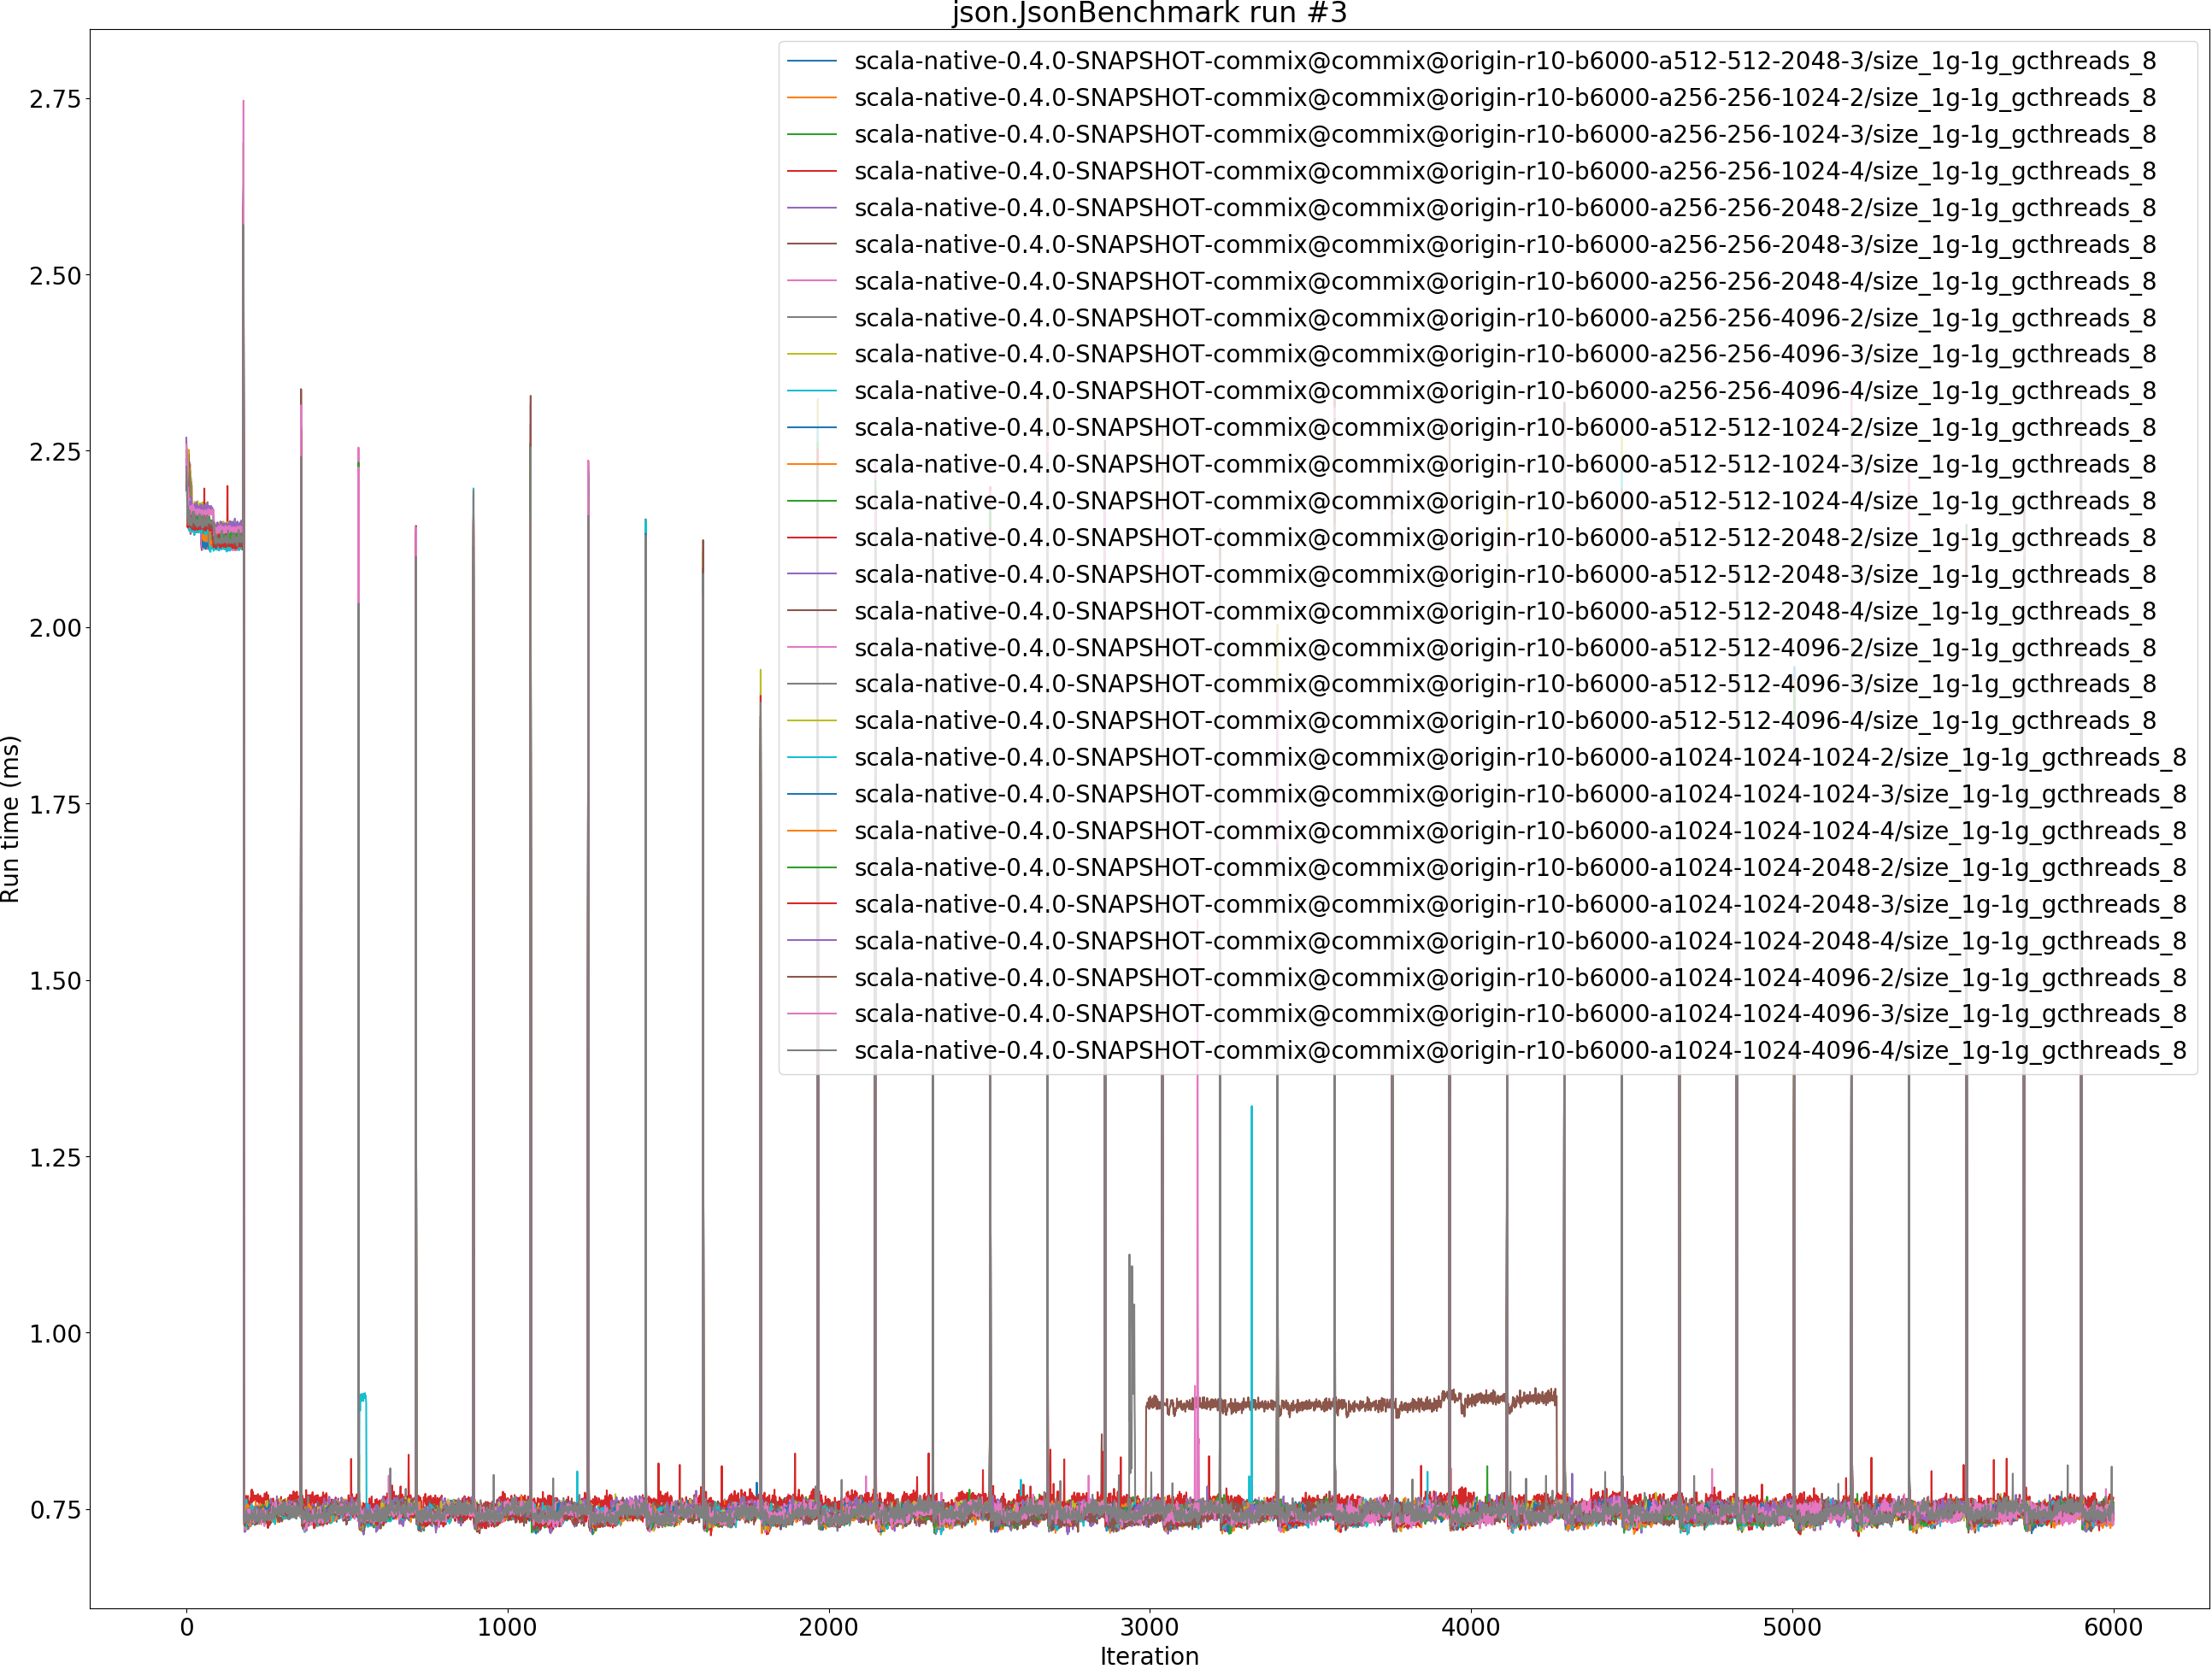 json.JsonBenchmark run #3
scala-native-0.4.0-SNAPSHOT-commix@commix@origin-r10-b6000-a512-512-2048-3/size_1g-1g_gcthreads_8
scala-native-0.4.0-SNAPSHOT-commix@commix@origin-r10-b6000-a256-256-1024-2/size_1g-1g_gcthreads_8
scala-native-0.4.0-SNAPSHOT-commix@commix@origin-r10-b6000-a256-256-1024-3/size_1g-1g_gcthreads_8
scala-native-0.4.0-SNAPSHOT-commix@commix@origin-r10-b6000-a256-256-1024-4/size_1g-1g_gcthreads_8
scala-native-0.4.0-SNAPSHOT-commix@commix@origin-r10-b6000-a256-256-2048-2/size_1g-1g_gcthreads_8
scala-native-0.4.0-SNAPSHOT-commix@commix@origin-r10-b6000-a256-256-2048-3/size_1g-1g_gcthreads_8
scala-native-0.4.0-SNAPSHOT-commix@commix@origin-r10-b6000-a256-256-2048-4/size_1g-1g_gcthreads_8
scala-native-0.4.0-SNAPSHOT-commix@commix@origin-r10-b6000-a256-256-4096-2/size_1g-1g_gcthreads_8
scala-native-0.4.0-SNAPSHOT-commix@commix@origin-r10-b6000-a256-256-4096-3/size_1g-1g_gcthreads_8
scala-native-0.4.0-SNAPSHOT-commix@commix@origin-r10-b6000-a256-256-4096-4/size_1g-1g_gcthreads_8
scala-native-0.4.0-SNAPSHOT-commix@commix@origin-r10-b6000-a512-512-1024-2/size_1g-1g_gcthreads_8
scala-native-0.4.0-SNAPSHOT-commix@commix@origin-r10-b6000-a512-512-1024-3/size_1g-1g_gcthreads_8
scala-native-0.4.0-SNAPSHOT-commix@commix@origin-r10-b6000-a512-512-1024-4/size_1g-1g_gcthreads_8
scala-native-0.4.0-SNAPSHOT-commix@commix@origin-r10-b6000-a512-512-2048-2/size_1g-1g_gcthreads_8
scala-native-0.4.0-SNAPSHOT-commix@commix@origin-r10-b6000-a512-512-2048-3/size_1g-1g_gcthreads_8
scala-native-0.4.0-SNAPSHOT-commix@commix@origin-r10-b6000-a512-512-2048-4/size_1g-1g_gcthreads_8
scala-native-0.4.0-SNAPSHOT-commix@commix@origin-r10-b6000-a512-512-4096-2/size_1g-1g_gcthreads_8
scala-native-0.4.0-SNAPSHOT-commix@commix@origin-r10-b6000-a512-512-4096-3/size_1g-1g_gcthreads_8
scala-native-0.4.0-SNAPSHOT-commix@commix@origin-r10-b6000-a512-512-4096-4/size_1g-1g_gcthreads_8
scala-native-0.4.0-SNAPSHOT-commix@commix@origin-r10-b6000-a1024-1024-1024-2/size_1g-1g_gcthreads_8
scala-native-0.4.0-SNAPSHOT-commix@commix@origin-r10-b6000-a1024-1024-1024-3/size_1g-1g_gcthreads_8
scala-native-0.4.0-SNAPSHOT-commix@commix@origin-r10-b6000-a1024-1024-1024-4/size_1g-1g_gcthreads_8
scala-native-0.4.0-SNAPSHOT-commix@commix@origin-r10-b6000-a1024-1024-2048-2/size_1g-1g_gcthreads_8
scala-native-0.4.0-SNAPSHOT-commix@commix@origin-r10-b6000-a1024-1024-2048-3/size_1g-1g_gcthreads_8
scala-native-0.4.0-SNAPSHOT-commix@commix@origin-r10-b6000-a1024-1024-2048-4/size_1g-1g_gcthreads_8
scala-native-0.4.0-SNAPSHOT-commix@commix@origin-r10-b6000-a1024-1024-4096-2/size_1g-1g_gcthreads_8
scala-native-0.4.0-SNAPSHOT-commix@commix@origin-r10-b6000-a1024-1024-4096-3/size_1g-1g_gcthreads_8
scala-native-0.4.0-SNAPSHOT-commix@commix@origin-r10-b6000-a1024-1024-4096-4/size_1g-1g_gcthreads_8
2.75
2.50
2.25
2.00
1.75
1.50
1.25
1.00
0.75
Run time (ms)
0 1000 2000 3000 4000 5000 6000
Iteration